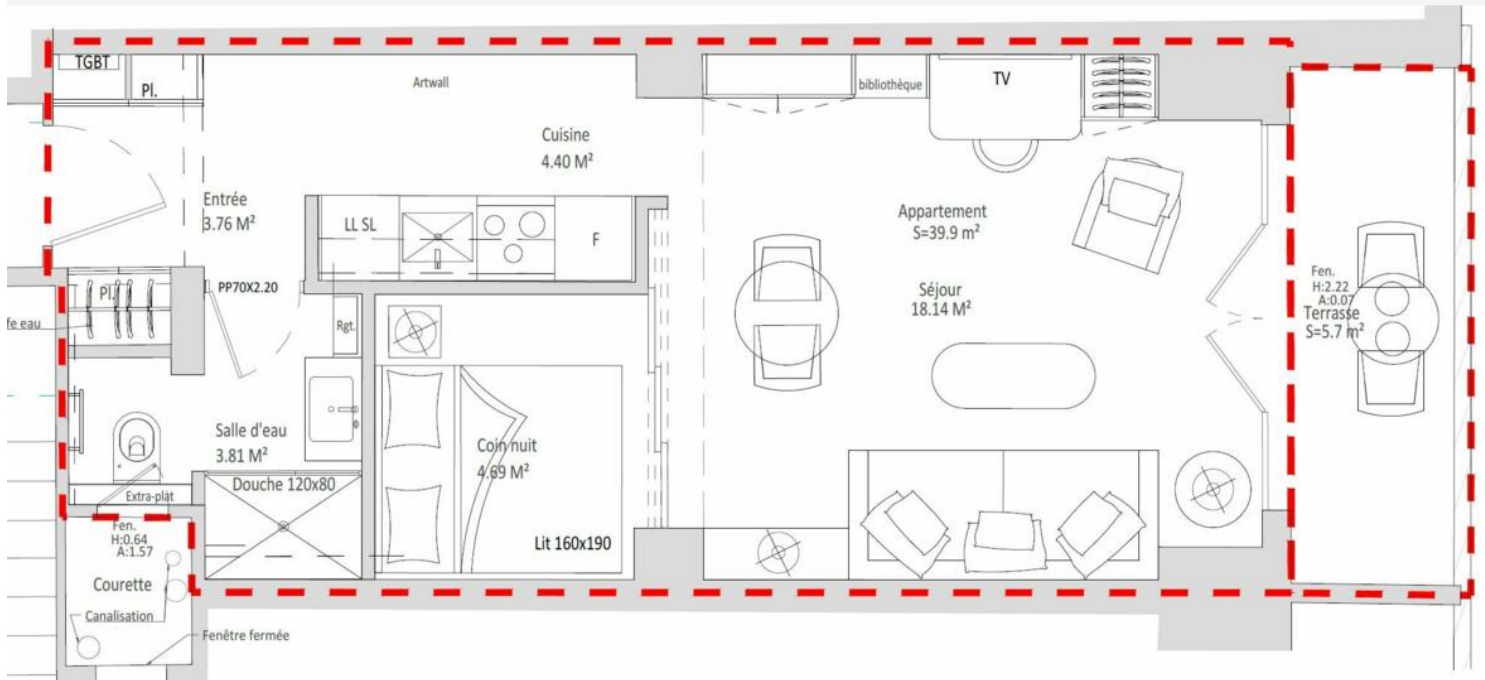 TGBT
Pl.
Artwall
bibliothèque
TV
Cuisine
4.40 M²
Entrée
3.76 M²
LL SL
F
Appartement
S=39.9 m²
Séjour
18.14 M²
Fen.
H:2.22
A:0.07
Terrasse
S=5.7 m²
Pl.
PP70X2.20
Rgt.
eau
Salle d'eau
3.81 M²
Coin nuit
4.69 M²
Douche 120x80
Extra-plat
Lit 160x190
Fen.
H:0.64
A:1.57
Courette
Canalisation
Fenêtre fermée